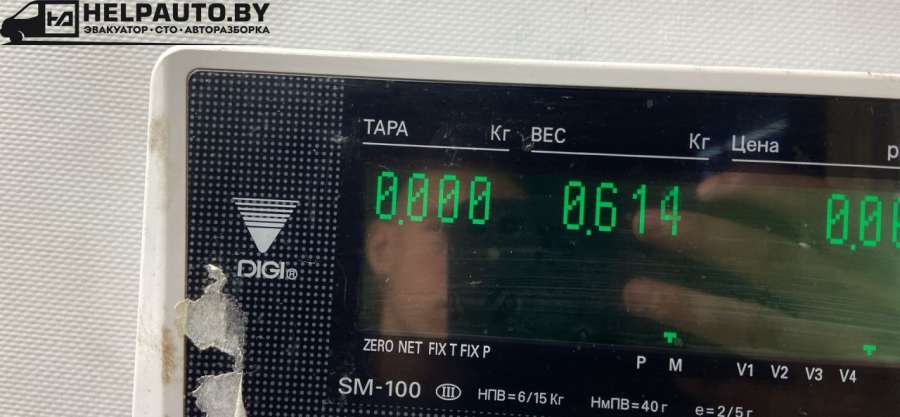 HELPAUTO.BY
ЭВАКУАТОР • СТО • АВТОРАЗБОРКА
ТАРА Кг ВЕС Кг Цена
0.000 0.614
DIGI®
ZERO NET FIX T FIX P
P M V1 V2 V3 V4
SM-100 III НПВ=6/15 Кг НмПВ=40 г e=2/5 г